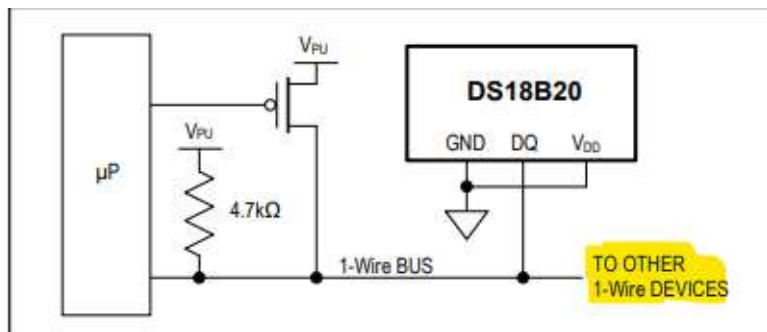 VPU
DS18B20
GND DQ VDD
VPU
µP
4.7kΩ
1-Wire BUS
TO OTHER
1-Wire DEVICES